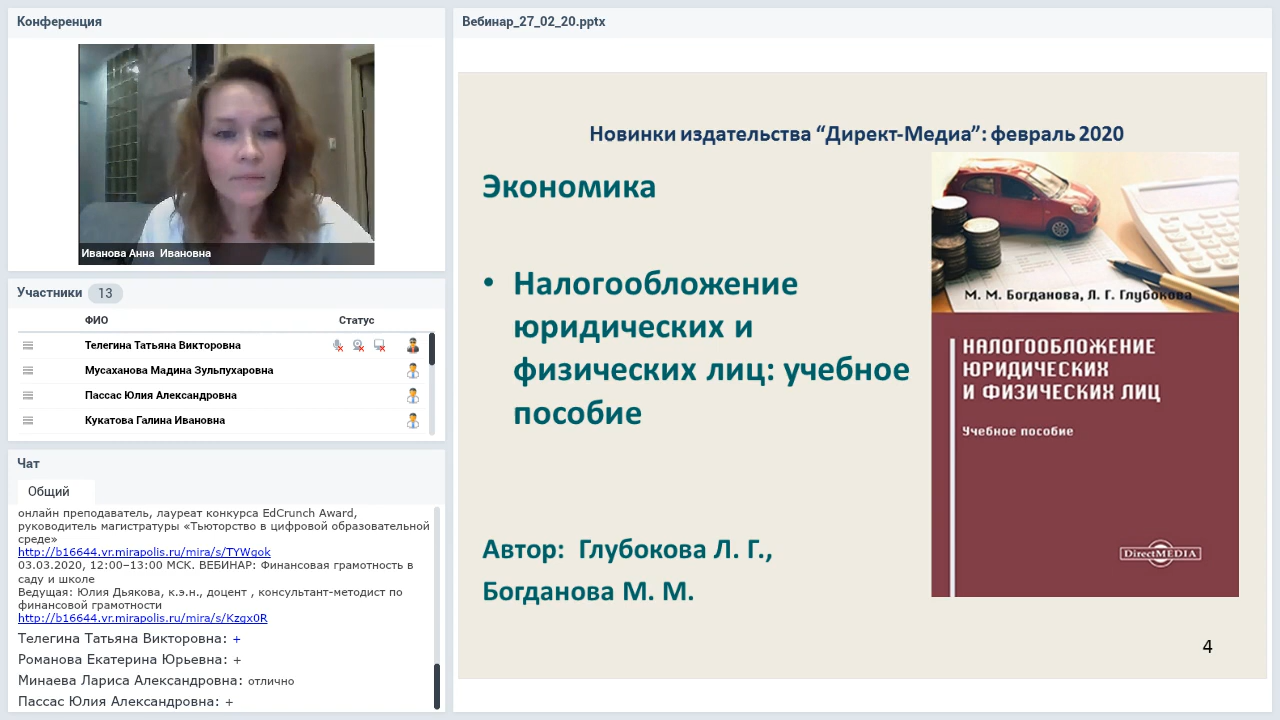 Конференция
Иванова Анна Ивановна
Участники 13
ФИО Статус
Телегина Татьяна Викторовна
Мусаханова Мадина Зульпухаровна
Пассас Юлия Александровна
Кукатова Галина Ивановна
Чат
Общий
онлайн преподаватель, лауреат конкурса EdCrunch Award,
руководитель магистратуры «Тьюторство в цифровой образовательной
среде»
http://b16644.vr.mirapolis.ru/mira/s/TYWgok
03.03.2020, 12:00–13:00 МСК. ВЕБИНАР: Финансовая грамотность в
саду и школе
Ведущая: Юлия Дьякова, к.э.н., доцент , консультант-методист по
финансовой грамотности
http://b16644.vr.mirapolis.ru/mira/s/Kzgx0R
Телегина Татьяна Викторовна: +
Романова Екатерина Юрьевна: +
Минаева Лариса Александровна: отлично
Пассас Юлия Александровна: +
Вебинар_27_02_20.pptx
Новинки издательства “Директ-Медиа”: февраль 2020
Экономика
• Налогообложение
юридических и
физических лиц: учебное
пособие
Автор: Глубокова Л. Г.,
Богданова М. М.
М. М. Богданова, Л. Г. Глубокова
НАЛОГООБЛОЖЕНИЕ
ЮРИДИЧЕСКИХ
И ФИЗИЧЕСКИХ ЛИЦ
Учебное пособие
DirectMEDIA
4